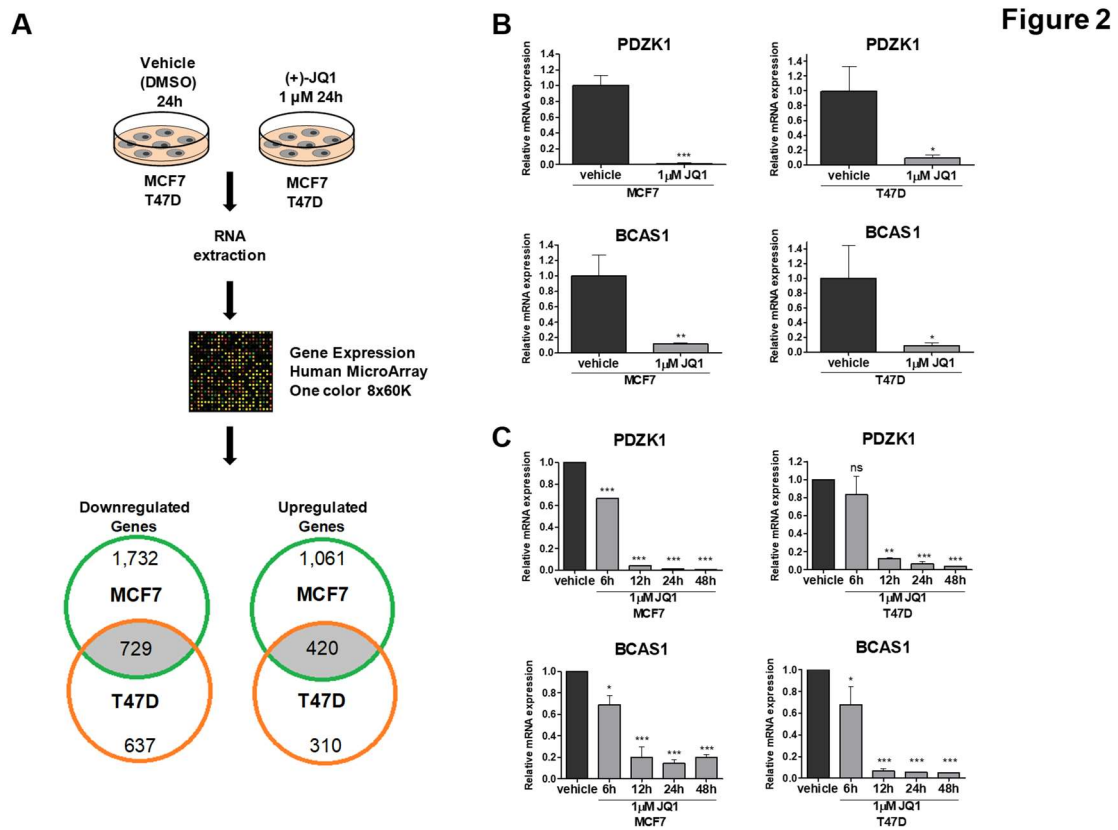 Figure 2
A
Vehicle
(DMSO)
24h
(+)-JQ1
1 µM 24h
MCF7
T47D
MCF7
T47D
RNA
extraction
Gene Expression
Human MicroArray
One color 8x60K
Downregulated
Genes
Upregulated
Genes
1,732
MCF7
729
T47D
637
1,061
MCF7
420
T47D
310
B
PDZK1
Relative mRNA expression
1.4
1.2
1.0
0.8
0.6
0.4
0.2
0.0
***
vehicle
1µM JQ1
MCF7
PDZK1
Relative mRNA expression
1.4
1.2
1.0
0.8
0.6
0.4
0.2
0.0
*
vehicle
1µM JQ1
T47D
BCAS1
Relative mRNA expression
1.4
1.2
1.0
0.8
0.6
0.4
0.2
0.0
**
vehicle
1µM JQ1
MCF7
BCAS1
Relative mRNA expression
1.4
1.2
1.0
0.8
0.6
0.4
0.2
0.0
*
vehicle
1µM JQ1
T47D
C
PDZK1
Relative mRNA expression
1.0
0.8
0.6
0.4
0.2
0.0
*** *** *** ***
vehicle 6h 12h 24h 48h
1µM JQ1
MCF7
PDZK1
Relative mRNA expression
1.0
0.8
0.6
0.4
0.2
0.0
ns ** *** ***
vehicle 6h 12h 24h 48h
1µM JQ1
T47D
BCAS1
Relative mRNA expression
1.0
0.8
0.6
0.4
0.2
0.0
* *** *** ***
vehicle 6h 12h 24h 48h
1µM JQ1
MCF7
BCAS1
Relative mRNA expression
1.0
0.8
0.6
0.4
0.2
0.0
* *** *** ***
vehicle 6h 12h 24h 48h
1µM JQ1
T47D